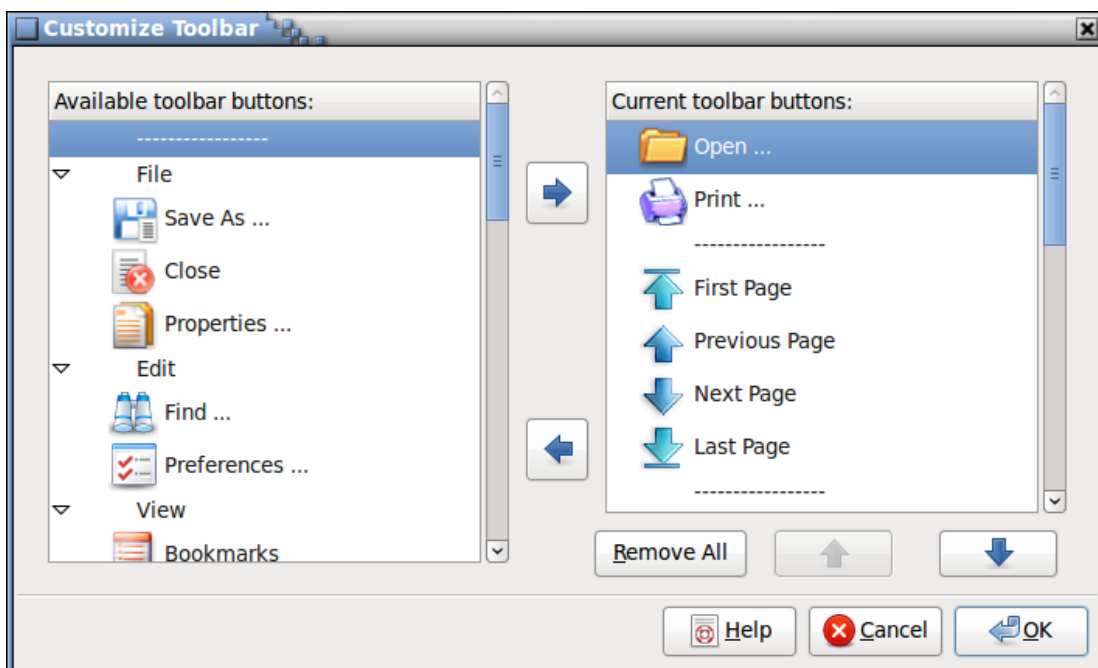 Customize Toolbar
Available toolbar buttons:
-----------------
File
Save As ...
Close
Properties ...
Edit
Find ...
Preferences ...
View
Bookmarks
Current toolbar buttons:
Open ...
Print ...
-----------------
First Page
Previous Page
Next Page
Last Page
-----------------
Remove All
Help
Cancel
OK